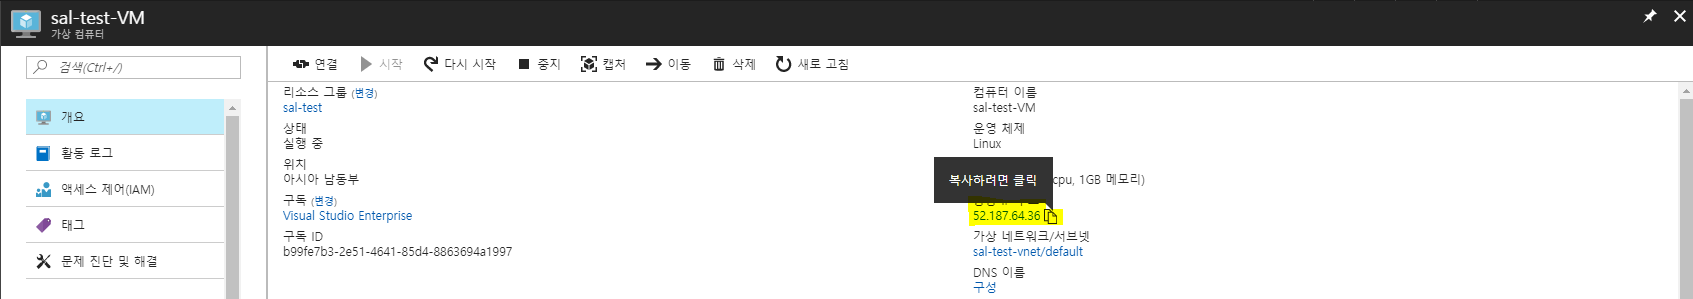 sal-test-VM
가상 컴퓨터
검색(Ctrl+/)
연결 시작 다시 시작 중지 캡처 이동 삭제 새로 고침
개요
활동 로그
액세스 제어(IAM)
태그
문제 진단 및 해결
리소스 그룹 (변경)
sal-test
상태
실행 중
위치
아시아 남동부
구독 (변경)
Visual Studio Enterprise
구독 ID
b99fe7b3-2e51-4641-85d4-8863694a1997
컴퓨터 이름
sal-test-VM
운영 체제
Linux
복사하려면 클릭
cpu, 1GB 메모리)
52.187.64.36
가상 네트워크/서브넷
sal-test-vnet/default
DNS 이름
구성